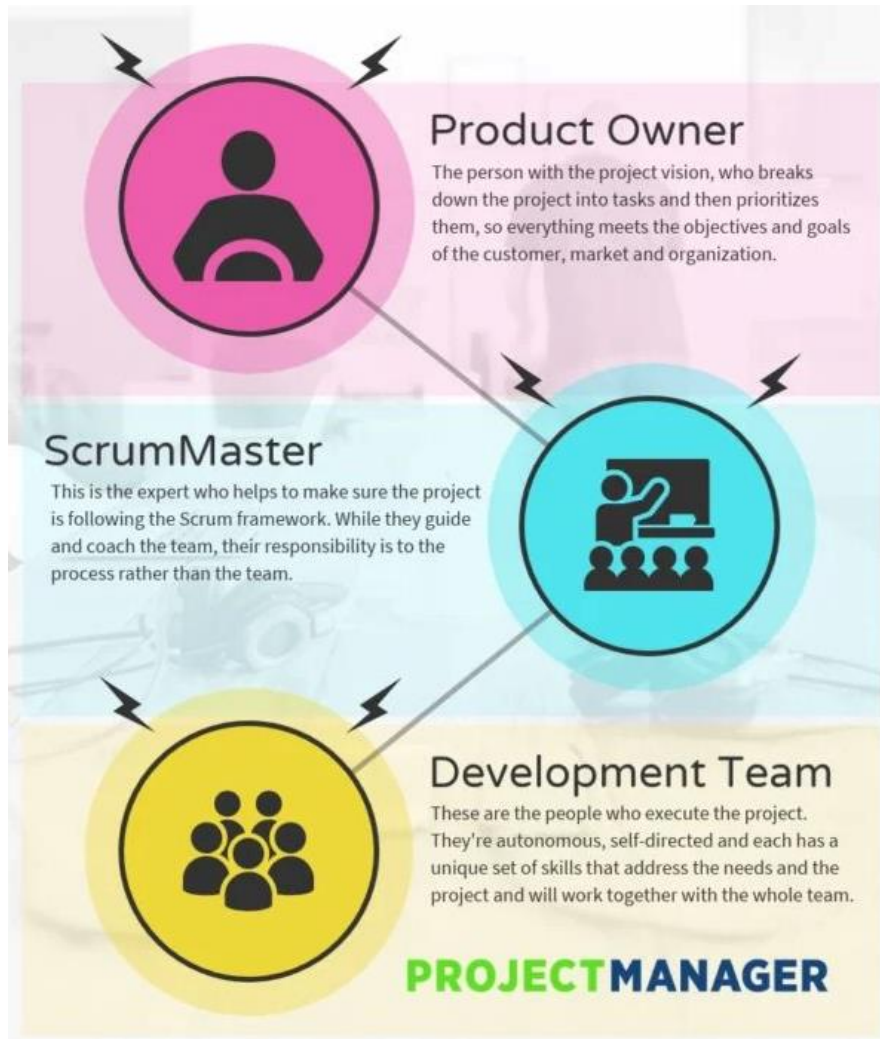 Product Owner
The person with the project vision, who breaks
down the project into tasks and then prioritizes
them, so everything meets the objectives and goals
of the customer, market and organization.
ScrumMaster
This is the expert who helps to make sure the project
is following the Scrum framework. While they guide
and coach the team, their responsibility is to the
process rather than the team.
Development Team
These are the people who execute the project.
They're autonomous, self-directed and each has a
unique set of skills that address the needs and the
project and will work together with the whole team.
PROJECTMANAGER